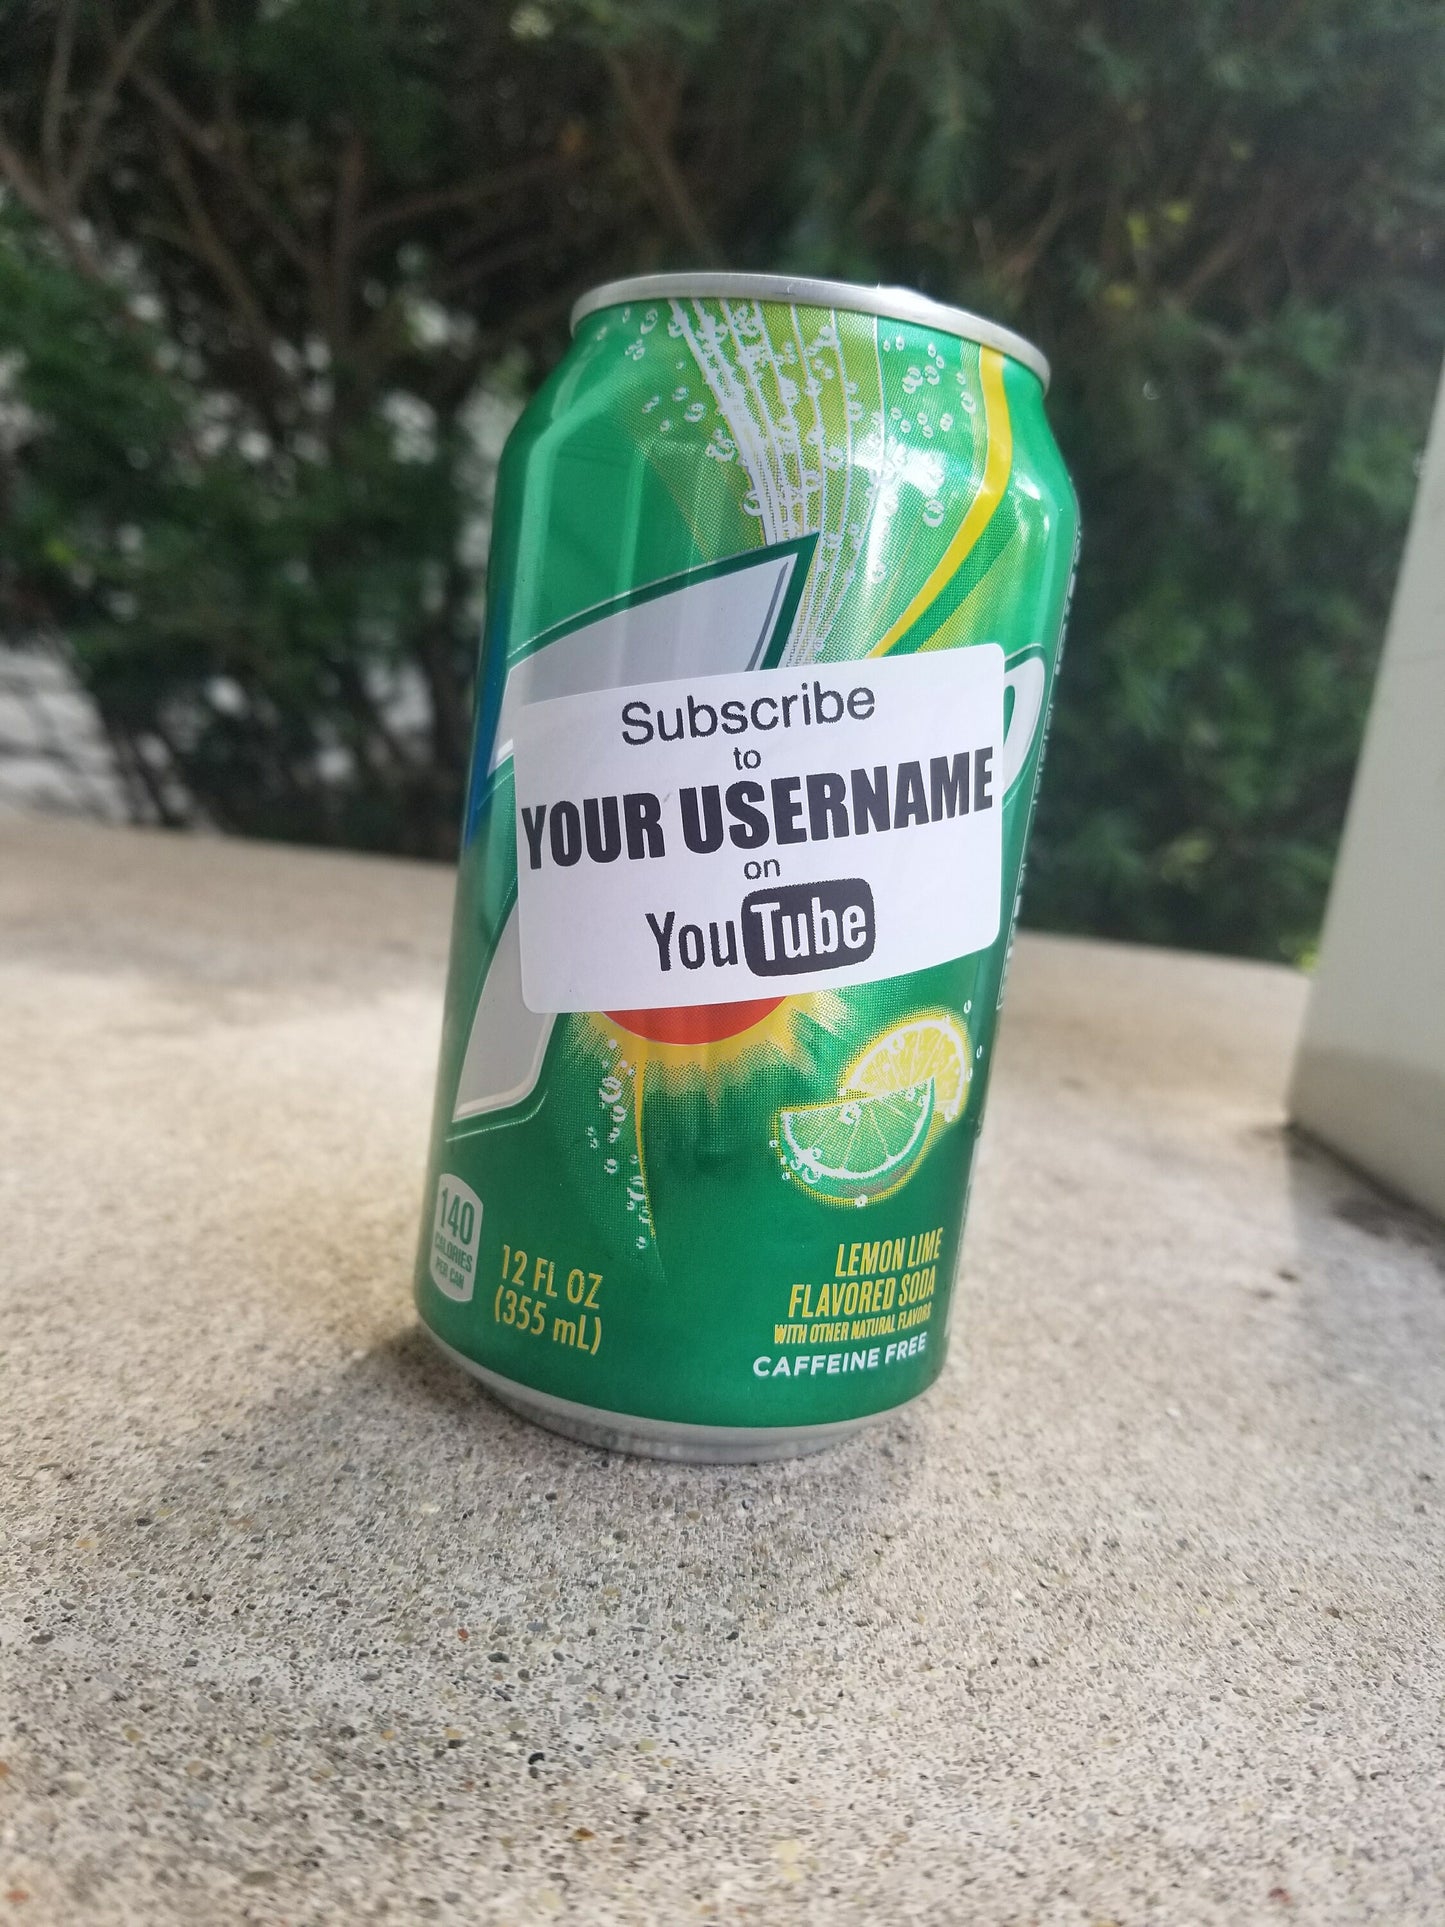 Subscribe
to
YOUR USERNAME
on
YouTube
140
CALORIES
PER CAN
12 FL OZ
(355 mL)
LEMON LIME
FLAVORED SODA
WITH OTHER NATURAL FLAVORS
CAFFEINE FREE